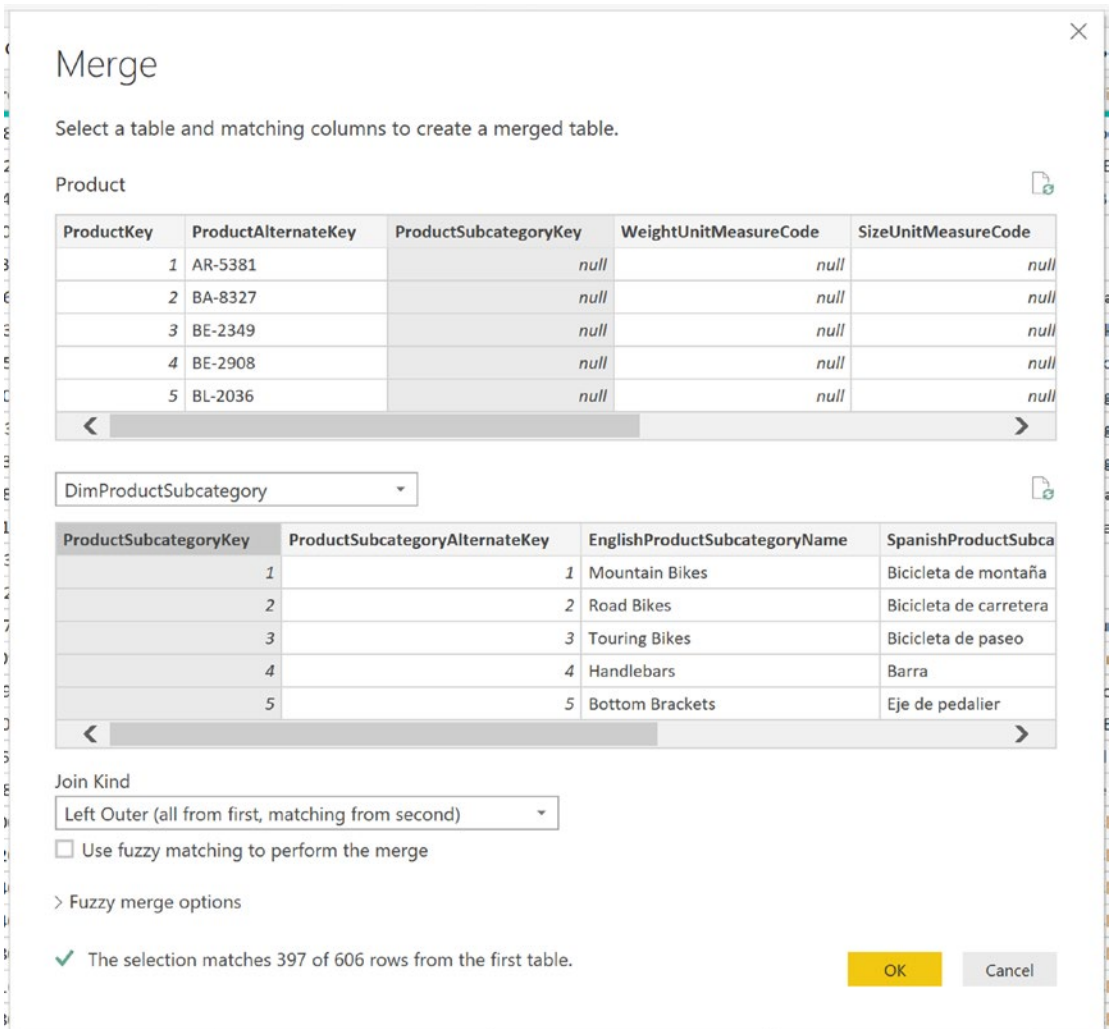 Merge
Select a table and matching columns to create a merged table.
Product
ProductKey ProductAlternateKey ProductSubcategoryKey WeightUnitMeasureCode SizeUnitMeasureCode
1 AR-5381 null null null
2 BA-8327 null null null
3 BE-2349 null null null
4 BE-2908 null null null
5 BL-2036 null null null
DimProductSubcategory
ProductSubcategoryKey ProductSubcategoryAlternateKey EnglishProductSubcategoryName SpanishProductSubca
1 1 Mountain Bikes Bicicleta de montaña
2 2 Road Bikes Bicicleta de carretera
3 3 Touring Bikes Bicicleta de paseo
4 4 Handlebars Barra
5 5 Bottom Brackets Eje de pedalier
Join Kind
Left Outer (all from first, matching from second)
Use fuzzy matching to perform the merge
Fuzzy merge options
The selection matches 397 of 606 rows from the first table.
OK Cancel